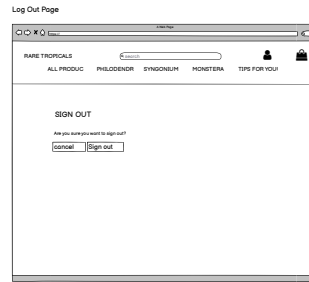 Log Out Page
A Web Page
https://
RARE TROPICALS
search
ALL PRODUC PHILODENDR SYNGONIUM MONSTERA TIPS FOR YOU!
SIGN OUT
Are you sure you want to sign out?
cancel Sign out